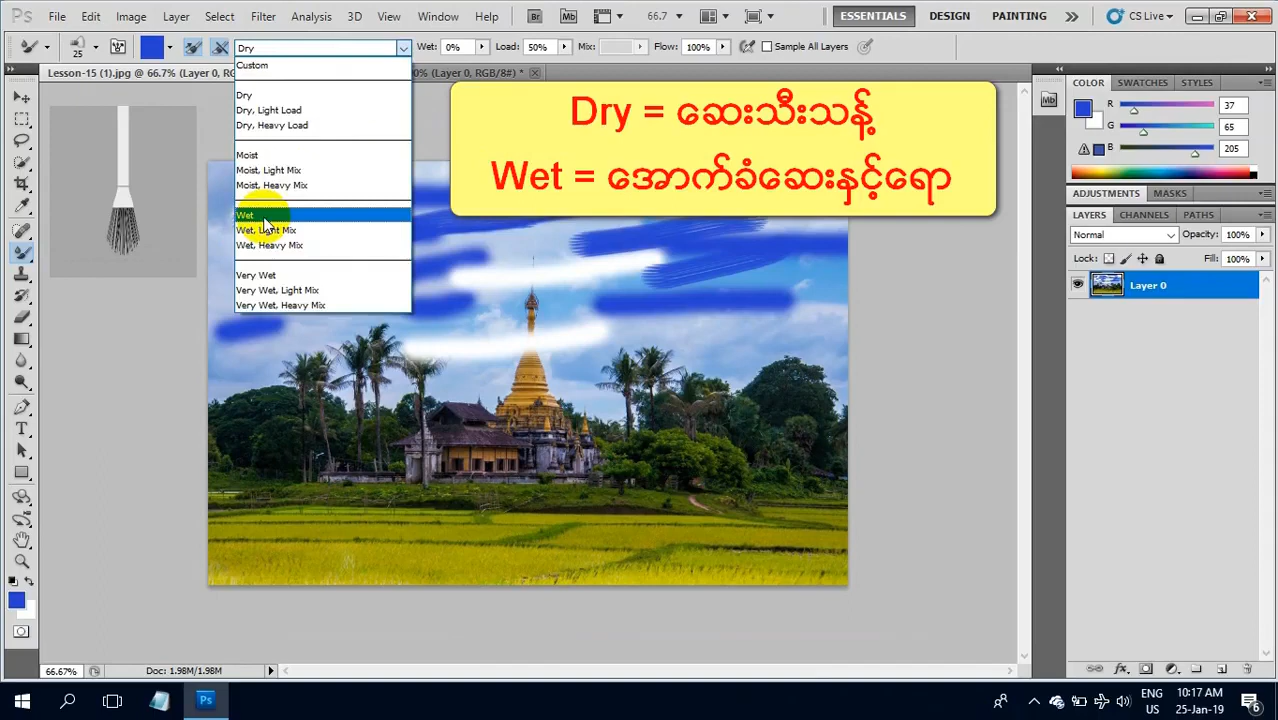 Ps File Edit Image Layer Select Filter Analysis 3D View Window Help Br Mb 66.7 ESSENTIALS DESIGN PAINTING CS Live
25 Dry Wet: 0% Load: 50% Mix: Flow: 100% Sample All Layers
Lesson-15 (1).jpg @ 66.7% (Layer 0, RG 0% (Layer 0, RGB/8#) *
Custom
Dry
Dry, Light Load
Dry, Heavy Load
Moist
Moist, Light Mix
Moist, Heavy Mix
Wet
Wet, Light Mix
Wet, Heavy Mix
Very Wet
Very Wet, Light Mix
Very Wet, Heavy Mix
Dry = ဆေးသီးသန့်
Wet = အောက်ခံဆေးနှင့်ရော
Mb
COLOR SWATCHES STYLES
R 37
G 65
B 205
ADJUSTMENTS MASKS
LAYERS CHANNELS PATHS
Normal Opacity: 100%
Lock: Fill: 100%
Layer 0
T
66.67% Doc: 1.98M/1.98M
fx
Ps
ENG
US
10:17 AM
25-Jan-19
6